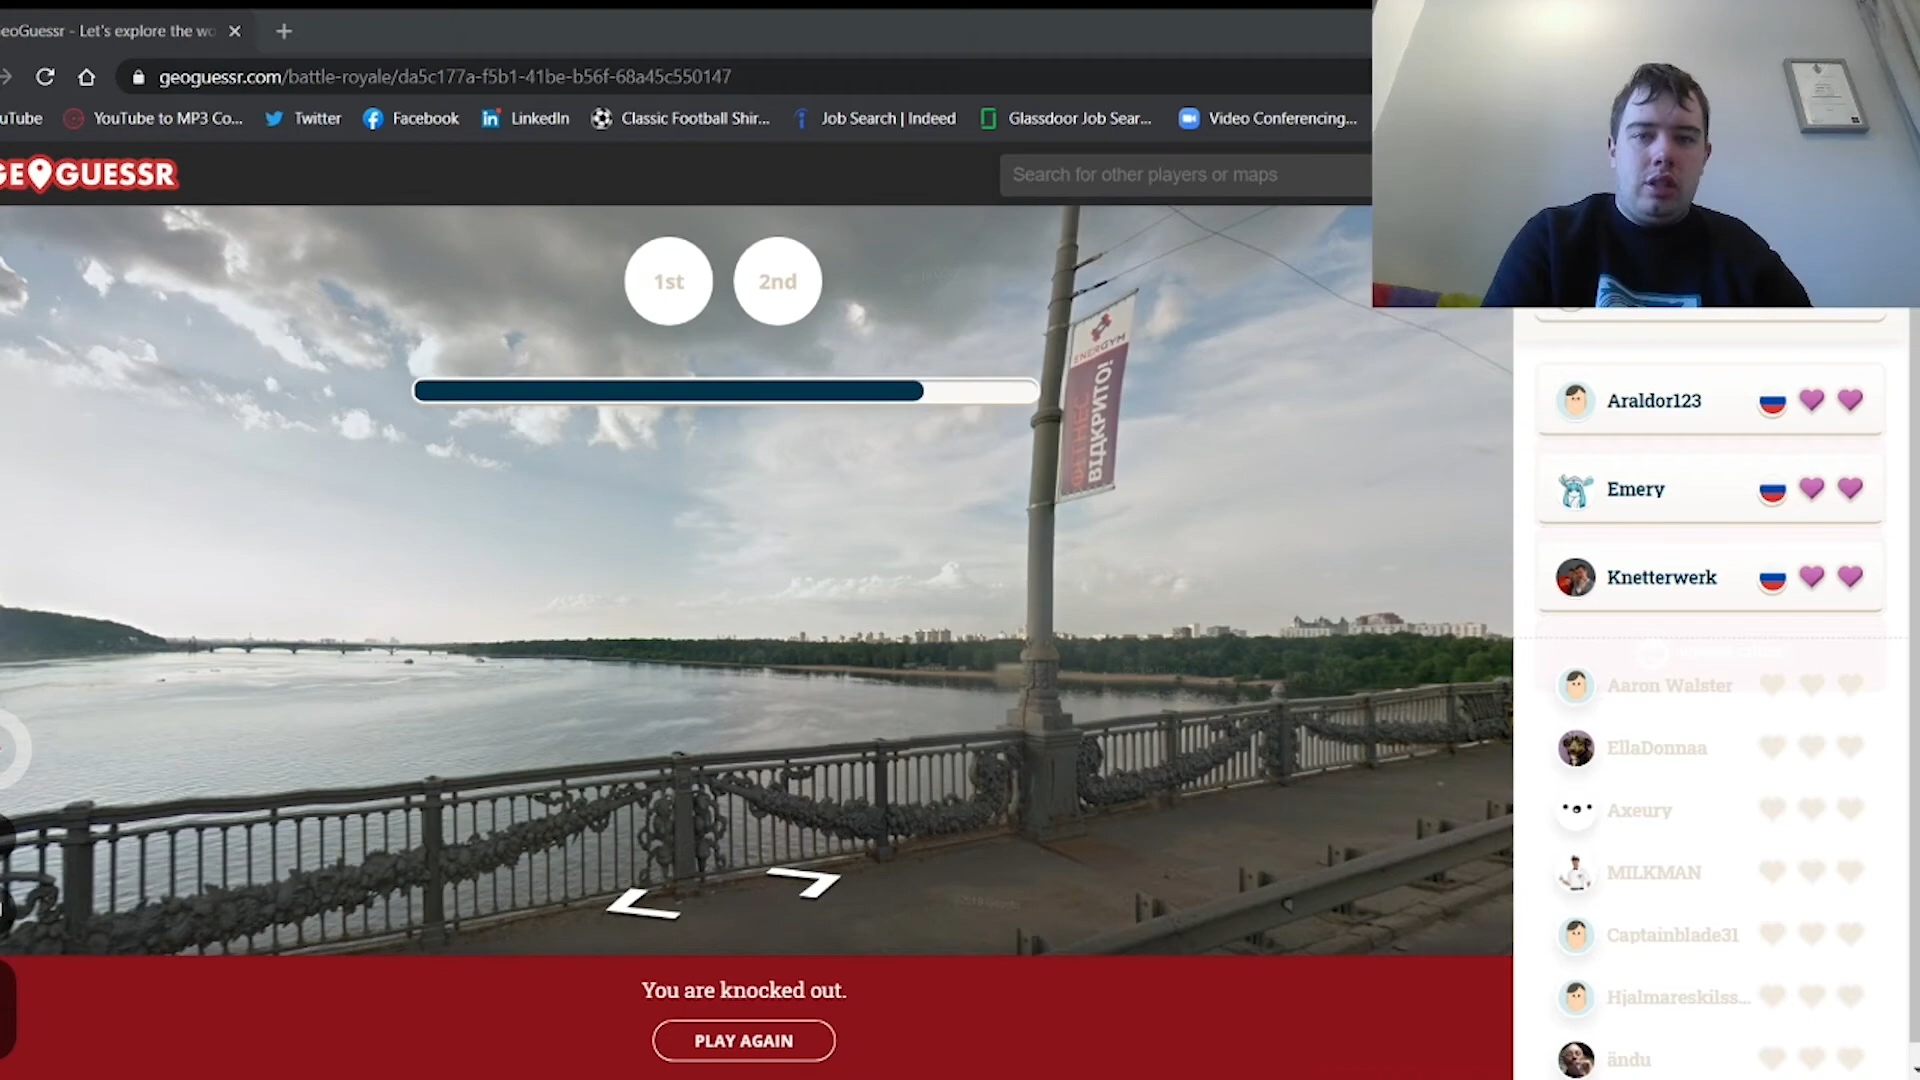 eoGuessr - Let's explore the wo
geoguessr.com/battle-royale/da5c177a-f5b1-41be-b56f-68a45c550147
uTube
YouTube to MP3 Co...
Twitter
Facebook
LinkedIn
Classic Football Shir...
Job Search | Indeed
Glassdoor Job Sear...
Video Conferencing...
GEOGUESSR
Search for other players or maps
1st
2nd
ENERGYM
ФІТНЕС
ВІДКРИТО!
Araldor123
Emery
Knetterwerk
Aaron Walster
EllaDonnaa
Axeury
MILKMAN
Captainblade31
Hjalmareskilss...
ändu
You are knocked out.
PLAY AGAIN